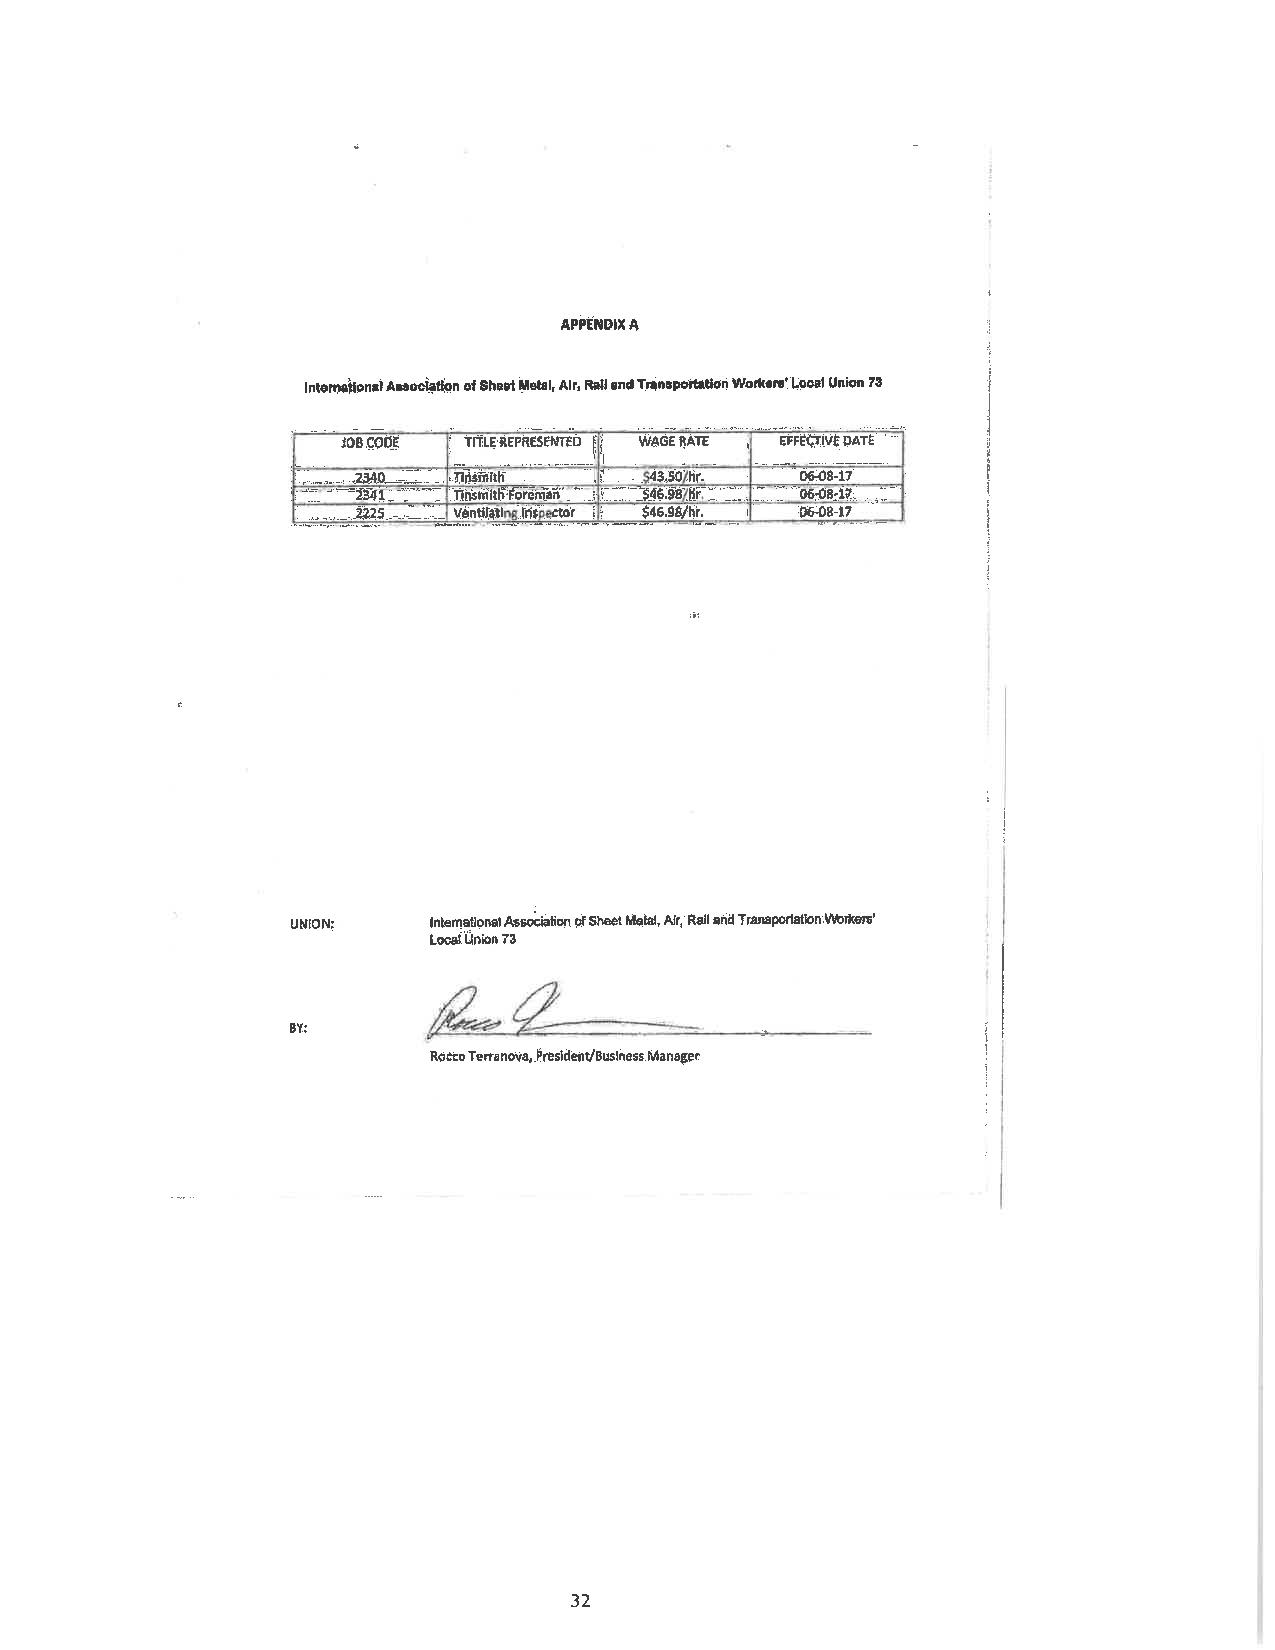 APPENDIX A
International Association of Sheet Metal, Air, Rail and Transportation Workers' Local Union 73
JOB CODE TITLE REPRESENTED WAGE RATE EFFECTIVE DATE
2340 Tinsmith $43.50/hr. 06-08-17
2341 Tinsmith Foreman $46.98/hr. 06-08-17
2225 Ventilating Inspector $46.98/hr. 06-08-17
UNION: International Association of Sheet Metal, Air, Rail and Transportation Workers'
Local Union 73
BY:
Rocco Terranova, President/Business Manager
32